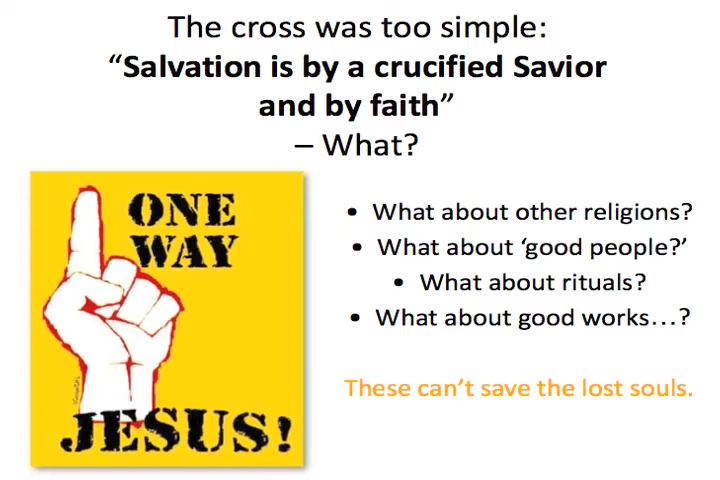 The cross was too simple:
“Salvation is by a crucified Savior
and by faith”
– What?
ONE
WAY
JESUS!
• What about other religions?
• What about ‘good people?’
• What about rituals?
• What about good works…?
These can’t save the lost souls.